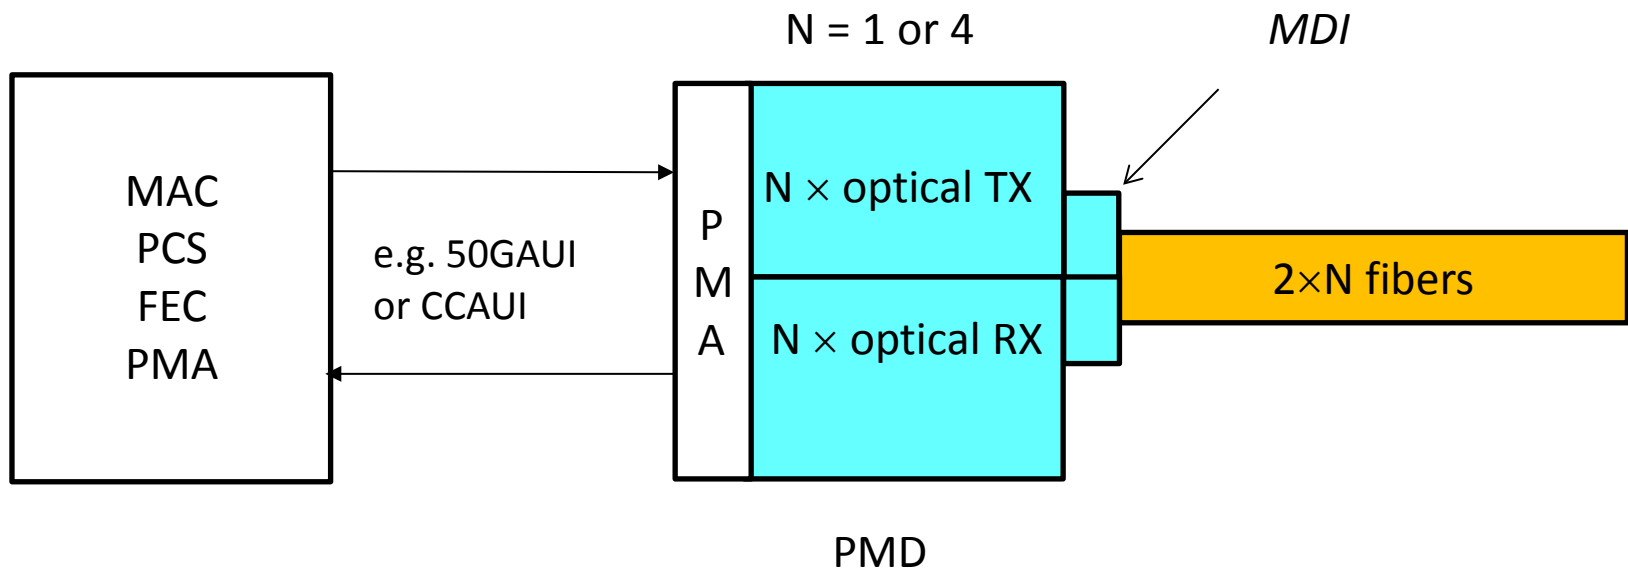 N = 1 or 4
MDI
MAC
PCS
FEC
PMA
e.g. 50GAUI
or CCAUI
P
M
A
N × optical TX
N × optical RX
2×N fibers
PMD